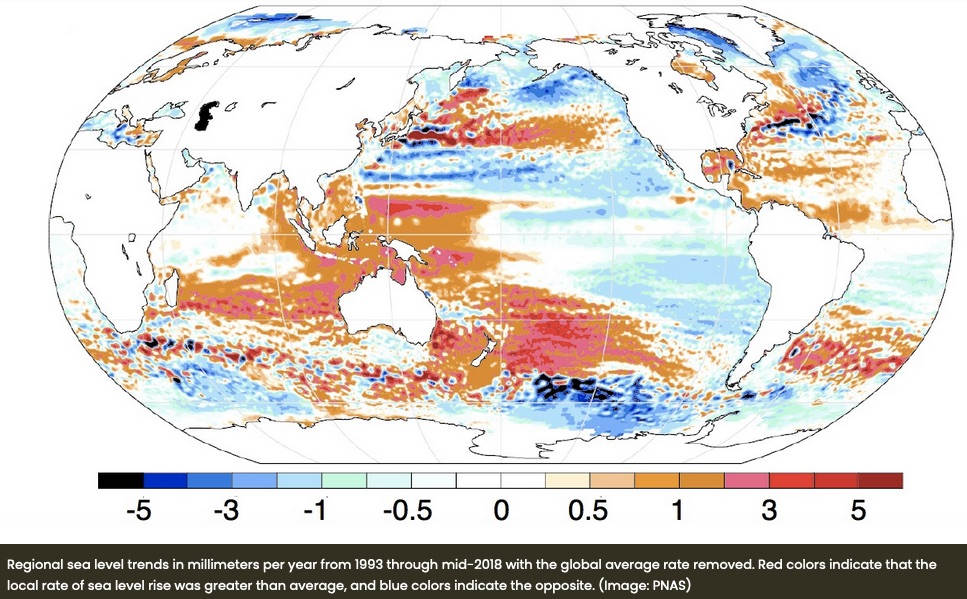 -5 -3 -1 -0.5 0 0.5 1 3 5
Regional sea level trends in millimeters per year from 1993 through mid-2018 with the global average rate removed. Red colors indicate that the
local rate of sea level rise was greater than average, and blue colors indicate the opposite. (Image: PNAS)